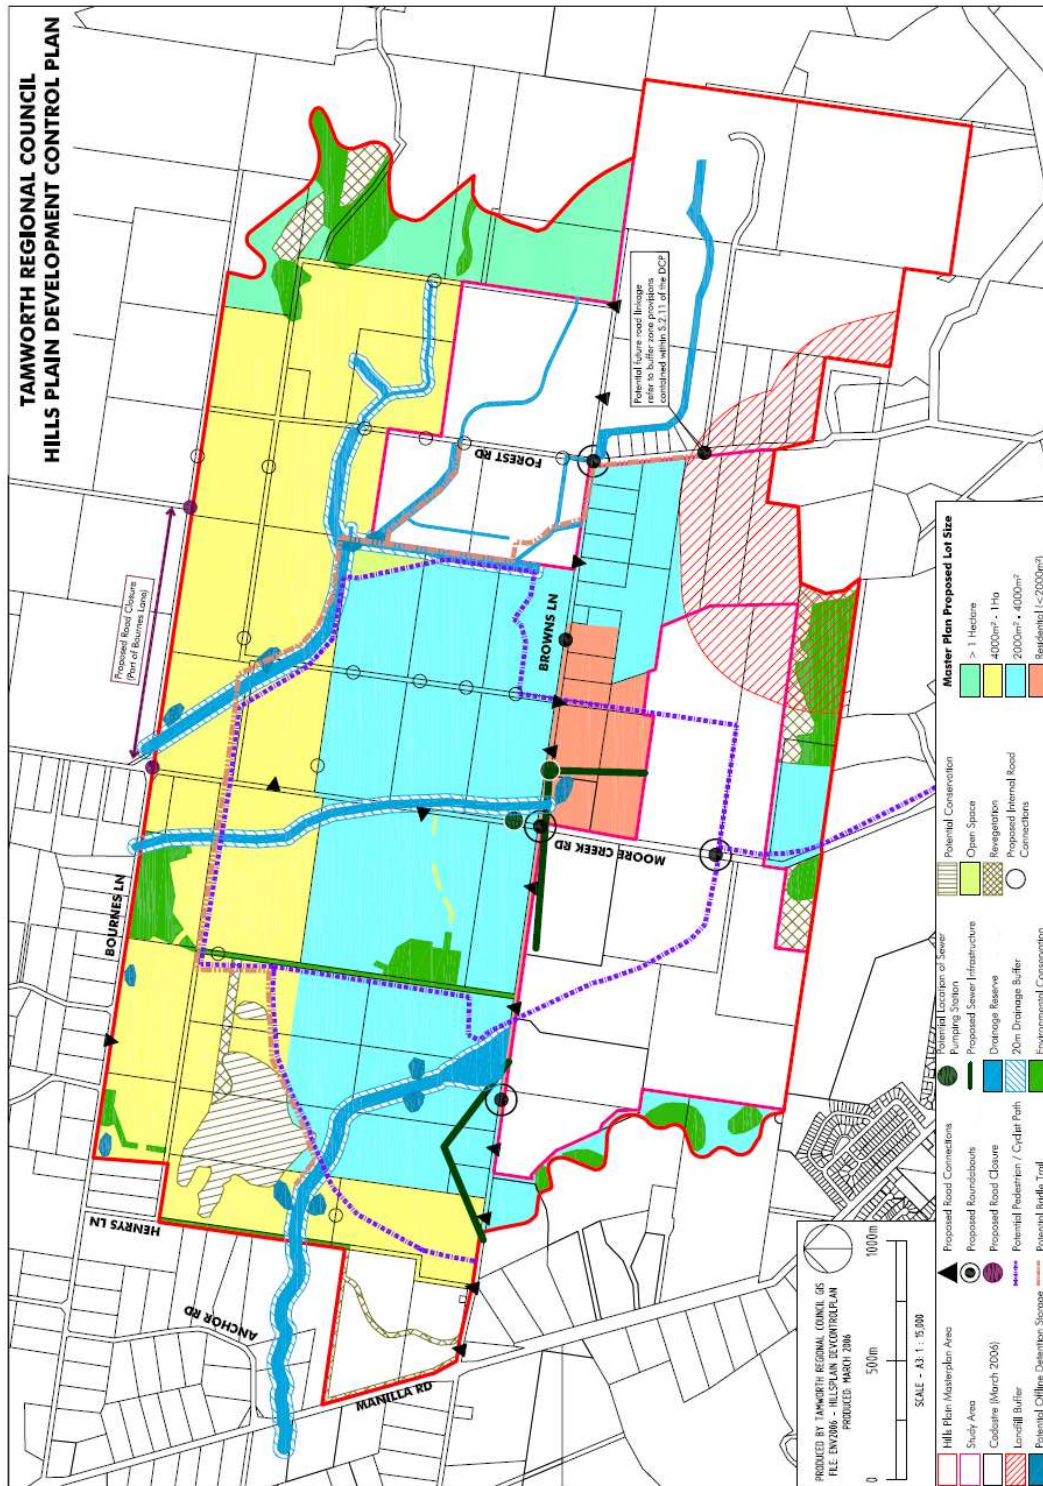 TAMWORTH REGIONAL COUNCIL
HILLS PLAIN DEVELOPMENT CONTROL PLAN
Proposed Road Closure
(Part of Bournes Lane)
BOURNES LN
HENRYS LN
ANCHOR RD
MANILLA RD
MOORE CREEK RD
BROWNS LN
FOREST RD
Potential future road linkage
refer to buffer zone provisions
contained within S.2.11 of the DCP
PRODUCED BY TAMWORTH REGIONAL COUNCIL GIS
FILE: ENV2006 - HILLSPLAIN DEVCONTROLPLAN
PRODUCED: MARCH 2006
0
500m
1000m
SCALE - A3: 1 : 15,000
Hills Plain Masterplan Area
Study Area
Cadastre (March 2006)
Landfill Buffer
Potential Offline Detention Storage
Proposed Road Connections
Proposed Roundabouts
Proposed Road Closure
Potential Pedestrian / Cyclist Path
Potential Bridle Trail
Potential Location of Sewer
Pumping Station
Proposed Sewer Infrastructure
Drainage Reserve
20m Drainage Buffer
Environmental Conservation
Potential Conservation
Open Space
Revegetation
Proposed Internal Road
Connections
Master Plan Proposed Lot Size
> 1 Hectare
4000m² - 1Ha
2000m² - 4000m²
Residential (<2000m²)